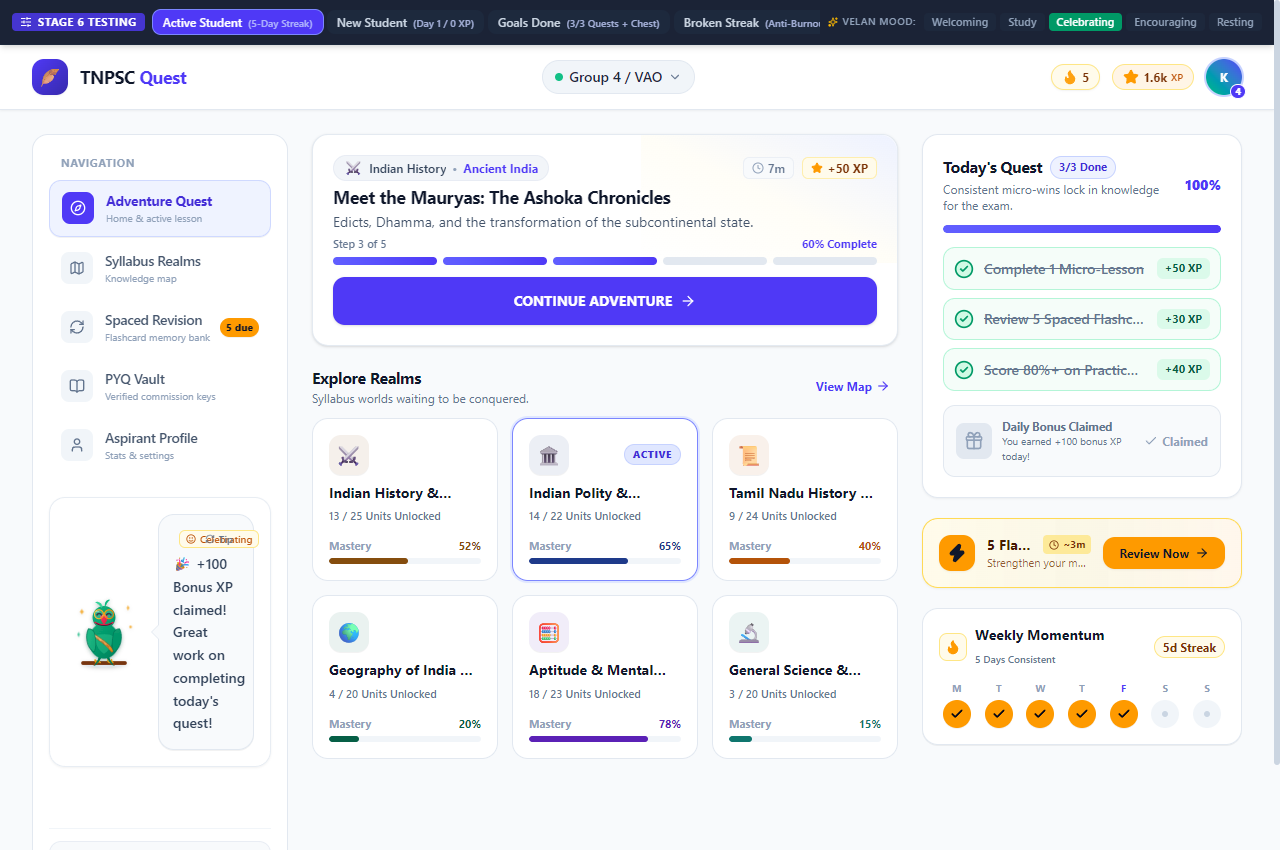 STAGE 6 TESTING
Active Student (5-Day Streak)
New Student (Day 1 / 0 XP)
Goals Done (3/3 Quests + Chest)
Broken Streak (Anti-Burnou
VELAN MOOD:
Welcoming
Study
Celebrating
Encouraging
Resting
TNPSC Quest
Group 4 / VAO
5
1.6k XP
K
4
NAVIGATION
Adventure Quest
Home & active lesson
Syllabus Realms
Knowledge map
Spaced Revision
Flashcard memory bank
5 due
PYQ Vault
Verified commission keys
Aspirant Profile
Stats & settings
Celebrating
🎉 +100
Bonus XP
claimed!
Great
work on
completing
today's
quest!
Indian History • Ancient India
7m
+50 XP
Meet the Mauryas: The Ashoka Chronicles
Edicts, Dhamma, and the transformation of the subcontinental state.
Step 3 of 5
60% Complete
CONTINUE ADVENTURE →
Explore Realms
Syllabus worlds waiting to be conquered.
View Map →
Indian History &...
13 / 25 Units Unlocked
Mastery 52%
ACTIVE
Indian Polity &...
14 / 22 Units Unlocked
Mastery 65%
Tamil Nadu History ...
9 / 24 Units Unlocked
Mastery 40%
Geography of India ...
4 / 20 Units Unlocked
Mastery 20%
Aptitude & Mental...
18 / 23 Units Unlocked
Mastery 78%
General Science &...
3 / 20 Units Unlocked
Mastery 15%
Today's Quest
3/3 Done
Consistent micro-wins lock in knowledge
for the exam.
100%
Complete 1 Micro-Lesson
+50 XP
Review 5 Spaced Flashc...
+30 XP
Score 80%+ on Practic...
+40 XP
Daily Bonus Claimed
You earned +100 bonus XP
today!
Claimed
5 Fla...
~3m
Strengthen your m...
Review Now →
Weekly Momentum
5 Days Consistent
5d Streak
M T W T F S S